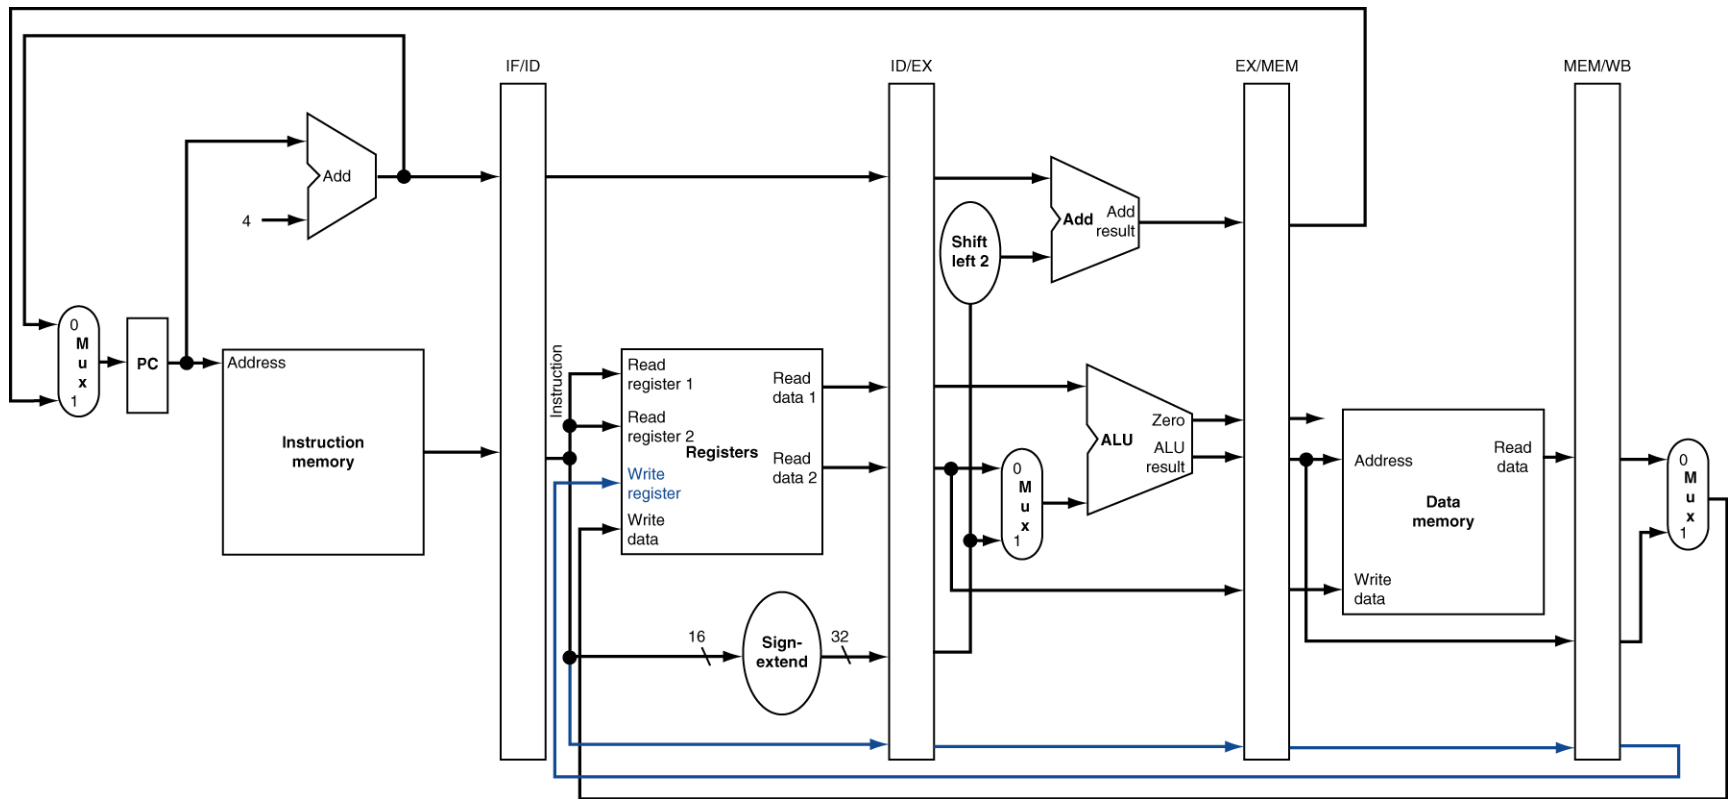 IF/ID
ID/EX
EX/MEM
MEM/WB
Add
4
Add
Add
result
Shift
left 2
0
M
u
x
1
PC
Address
Instruction
memory
Instruction
Read
register 1
Read
register 2
Write
register
Write
data
Registers
Read
data 1
Read
data 2
16
Sign-
extend
32
0
M
u
x
1
ALU
Zero
ALU
result
Address
Read
data
Data
memory
Write
data
0
M
u
x
1